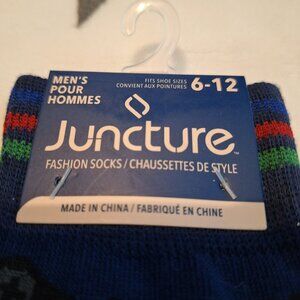 MEN'S
POUR
HOMMES
FITS SHOE SIZES
CONVIENT AUX POINTURES
6-12
Juncture™
FASHION SOCKS / CHAUSSETTES DE STYLE
MADE IN CHINA / FABRIQUÉ EN CHINE